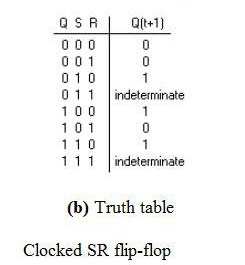 Q S R Q(t+1)
0 0 0 0
0 0 1 0
0 1 0 1
0 1 1 indeterminate
1 0 0 1
1 0 1 0
1 1 0 1
1 1 1 indeterminate
(b) Truth table
Clocked SR flip-flop